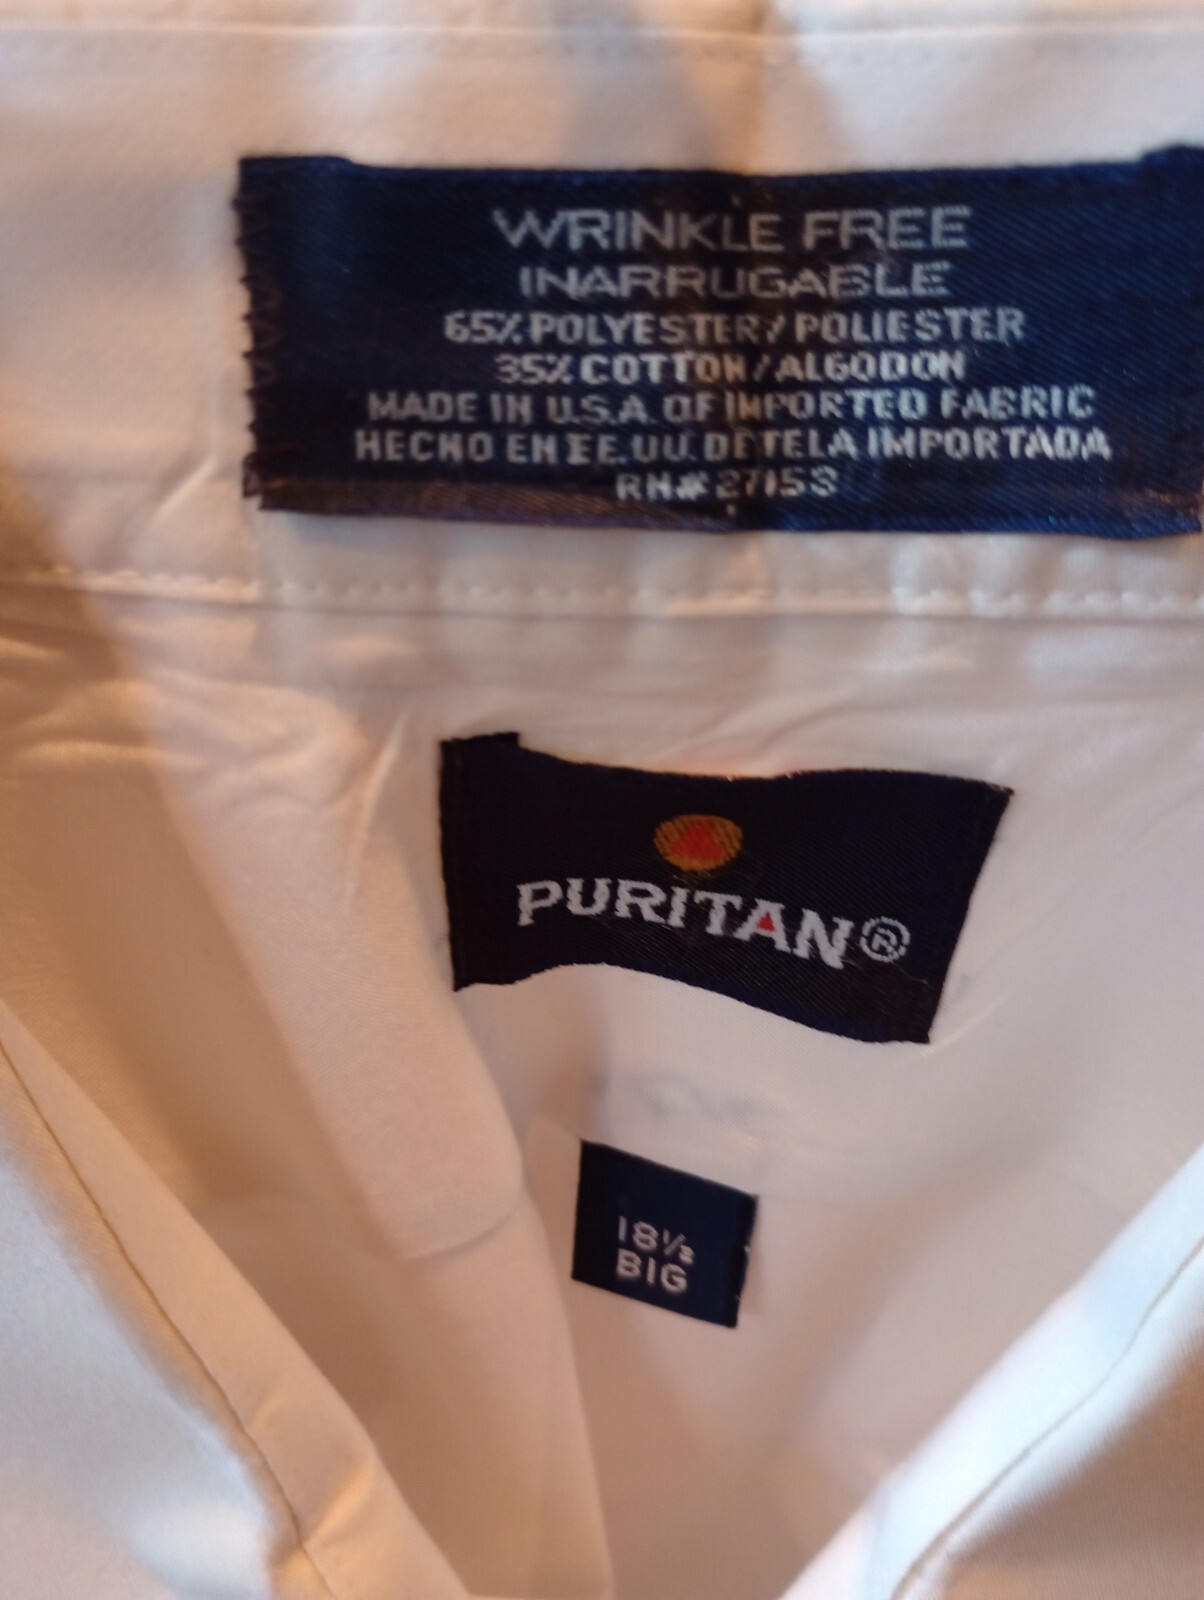 WRINKLE FREE
INARRUGABLE
65% POLYESTER / POLIESTER
35% COTTON / ALGODON
MADE IN U.S.A. OF IMPORTED FABRIC
HECHO EN EE.UU. DE TELA IMPORTADA
RN# 27153
PURITAN®
18½
BIG